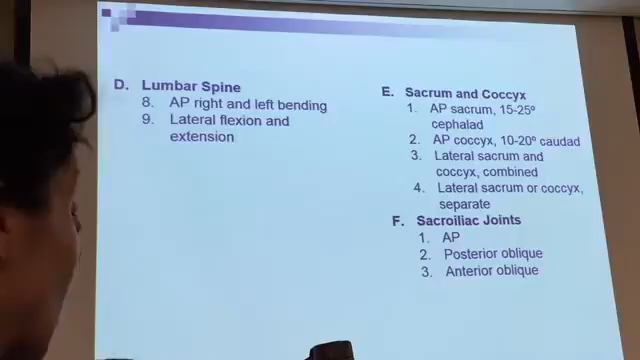 D. Lumbar Spine
8. AP right and left bending
9. Lateral flexion and
extension
E. Sacrum and Coccyx
1. AP sacrum, 15-25º
cephalad
2. AP coccyx, 10-20º caudad
3. Lateral sacrum and
coccyx, combined
4. Lateral sacrum or coccyx,
separate
F. Sacroiliac Joints
1. AP
2. Posterior oblique
3. Anterior oblique